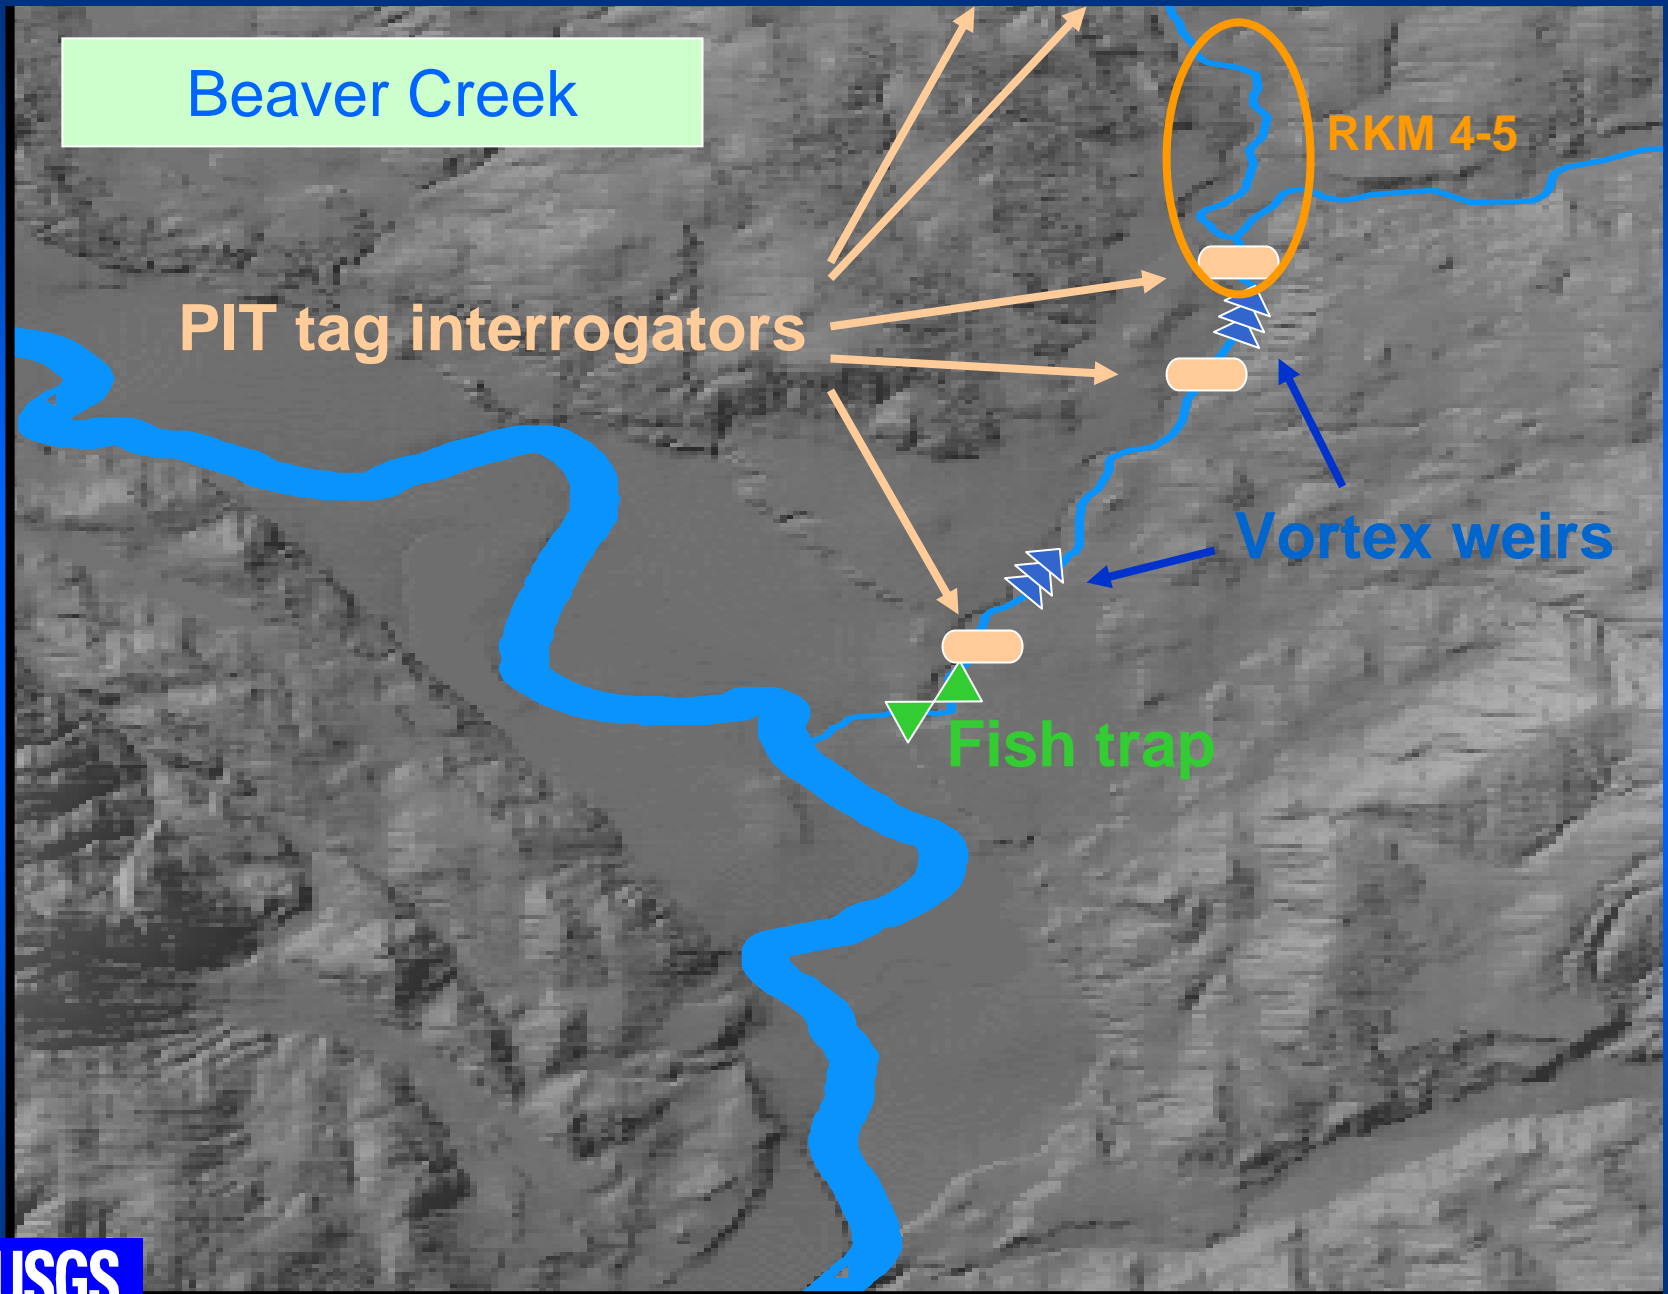 Beaver Creek
RKM 4-5
PIT tag interrogators
Vortex weirs
Fish trap
USGS